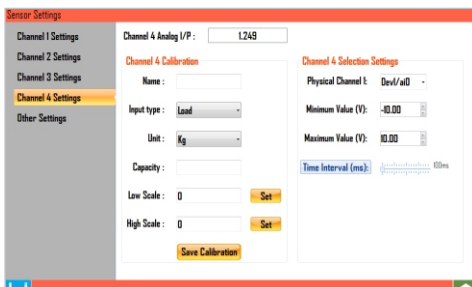 Sensor Settings
Channel 1 Settings
Channel 2 Settings
Channel 3 Settings
Channel 4 Settings
Other Settings
Channel 4 Analog I/P : 1.249
Channel 4 Calibration
Name :
Input type : Load
Unit : Kg
Capacity :
Low Scale : 0 Set
High Scale : 0 Set
Save Calibration
Channel 4 Selection Settings
Physical Channel 1: Dev1/ai0
Minimum Value (V): -10.00
Maximum Value (V): 10.00
Time Interval (ms): 100ms